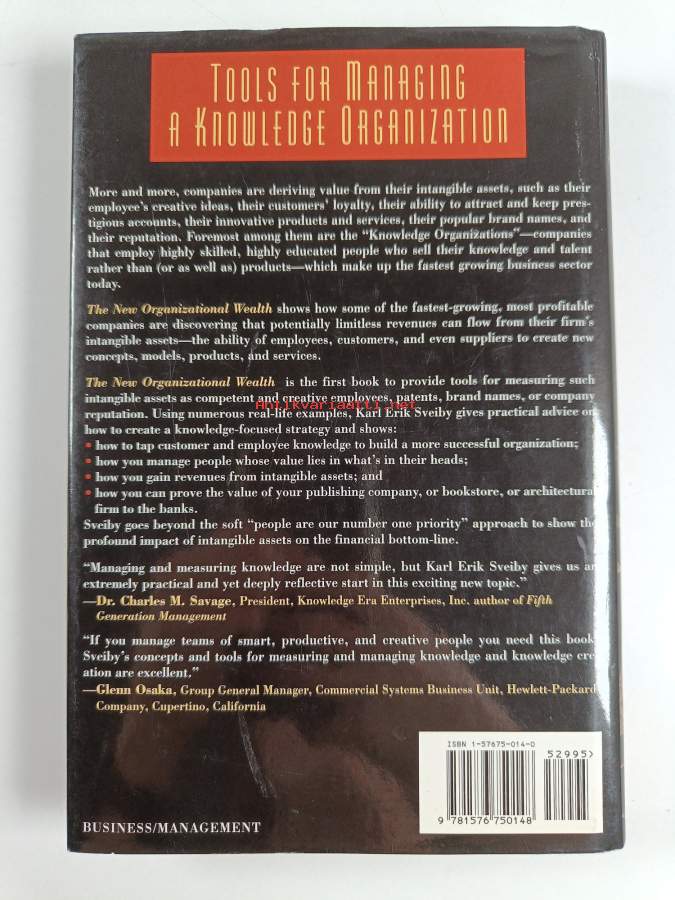 TOOLS FOR MANAGING
A KNOWLEDGE ORGANIZATION
More and more, companies are deriving value from their intangible assets, such as their
employee's creative ideas, their customers' loyalty, their ability to attract and keep pres-
tigious accounts, their innovative products and services, their popular brand names, and
their reputation. Foremost among them are the “Knowledge Organizations”—companies
that employ highly skilled, highly educated people who sell their knowledge and talent
rather than (or as well as) products—which make up the fastest growing business sector
today.
The New Organizational Wealth shows how some of the fastest-growing, most profitable
companies are discovering that potentially limitless revenues can flow from their firm's
intangible assets—the ability of employees, customers, and even suppliers to create new
concepts, models, products, and services.
The New Organizational Wealth is the first book to provide tools for measuring such
intangible assets as competent and creative employees, patents, brand names, or company
Antikvariaatti.net
reputation. Using numerous real-life examples, Karl Erik Sveiby gives practical advice on
how to create a knowledge-focused strategy and shows:
• how to tap customer and employee knowledge to build a more successful organization;
• how you manage people whose value lies in what's in their heads;
• how you gain revenues from intangible assets; and
• how you can prove the value of your publishing company, or bookstore, or architectura
firm to the banks.
Sveiby goes beyond the soft “people are our number one priority” approach to show the
profound impact of intangible assets on the financial bottom-line.
“Managing and measuring knowledge are not simple, but Karl Erik Sveiby gives us an
extremely practical and yet deeply reflective start in this exciting new topic.”
—Dr. Charles M. Savage, President, Knowledge Era Enterprises, Inc. author of Fifth
Generation Management
“If you manage teams of smart, productive, and creative people you need this book
Sveiby's concepts and tools for measuring and managing knowledge and knowledge cre
ation are excellent.”
—Glenn Osaka, Group General Manager, Commercial Systems Business Unit, Hewlett-Packard
Company, Cupertino, California
ISBN 1-57675-014-0
52995>
9 781576 750148
BUSINESS/MANAGEMENT